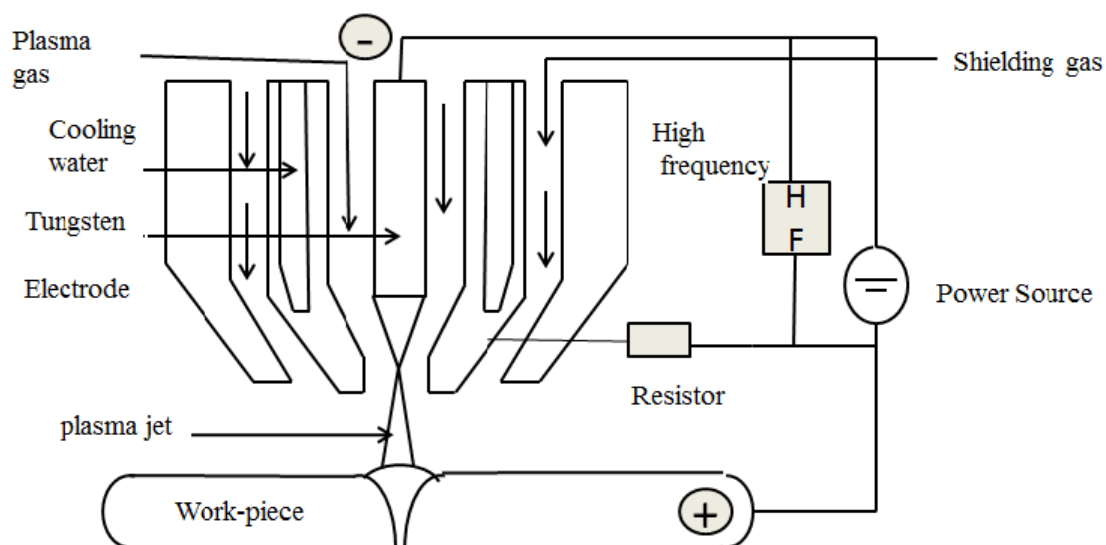 Plasma
gas
-
Shielding gas
Cooling
water
High
frequency
H
F
Tungsten
Electrode
Power Source
Resistor
plasma jet
Work-piece
+